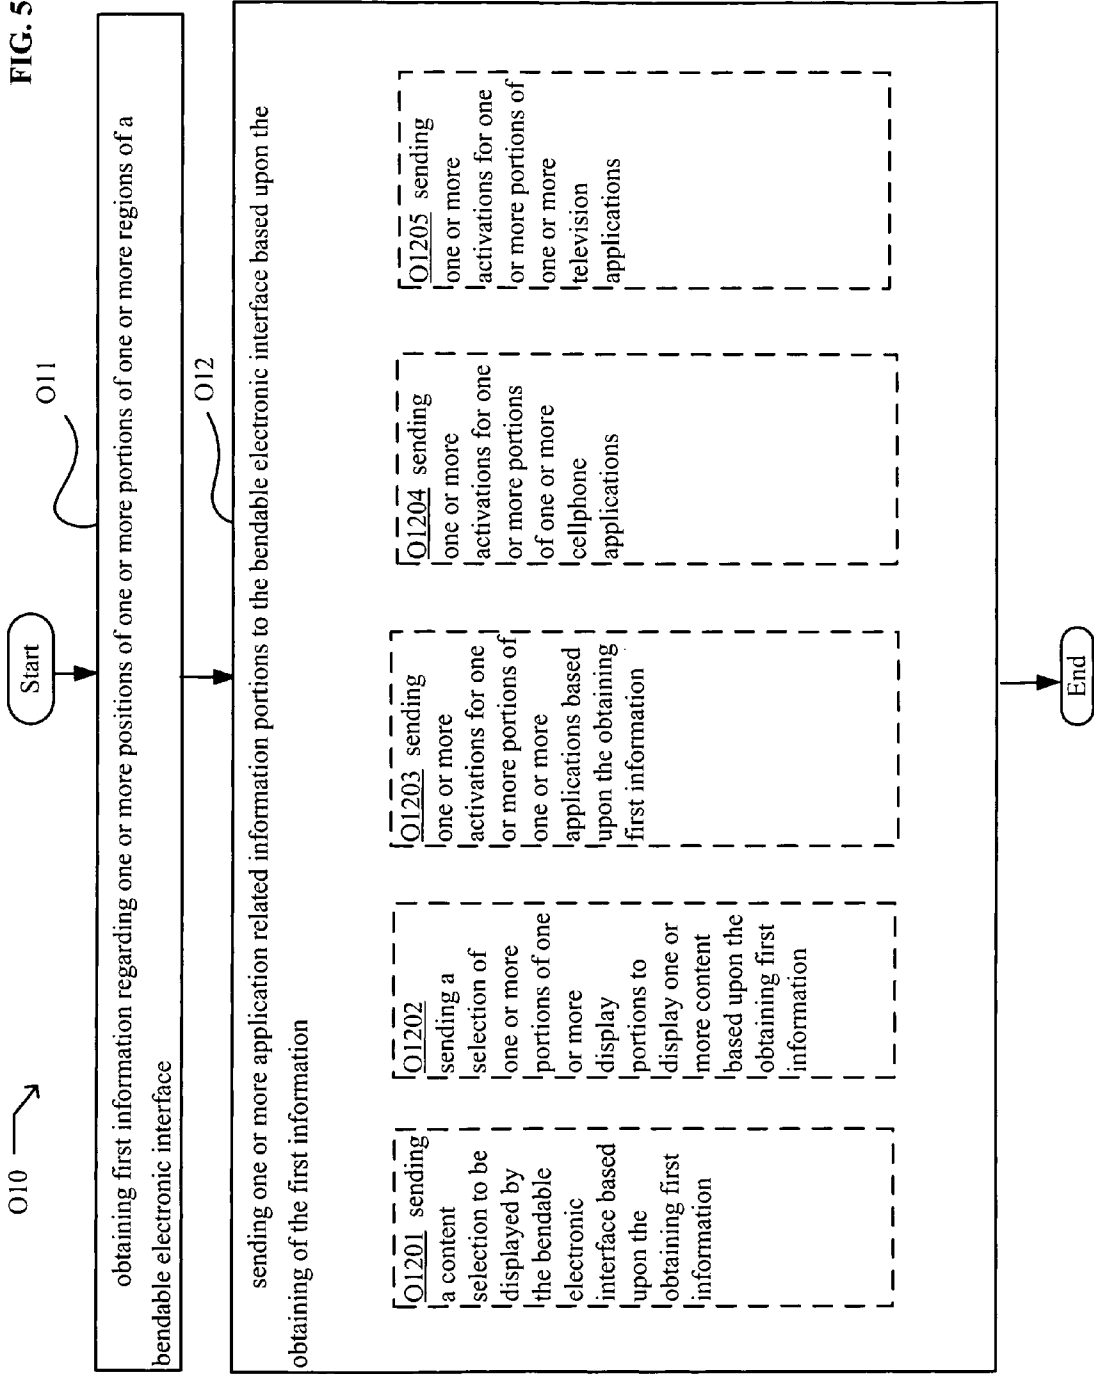 FIG. 5
O10
Start
O11
obtaining first information regarding one or more positions of one or more portions of one or more regions of a
bendable electronic interface
O12
sending one or more application related information portions to the bendable electronic interface based upon the
obtaining of the first information
O1201 sending
a content
selection to be
displayed by
the bendable
electronic
interface based
upon the
obtaining first
information
O1202
sending a
selection of
one or more
portions of one
or more
display
portions to
display one or
more content
based upon the
obtaining first
information
O1203 sending
one or more
activations for one
or more portions of
one or more
applications based
upon the obtaining
first information
O1204 sending
one or more
activations for one
or more portions
of one or more
cellphone
applications
O1205 sending
one or more
activations for one
or more portions of
one or more
television
applications
End